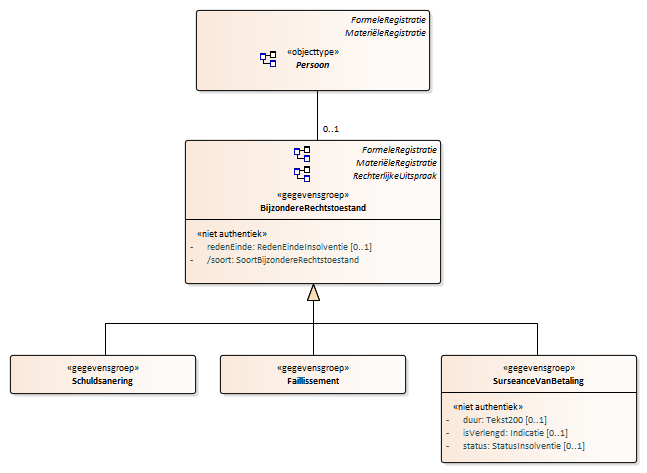 FormeleRegistratie
MateriëleRegistratie
«objecttype»
Persoon
0..1
FormeleRegistratie
MateriëleRegistratie
RechterlijkeUitspraak
«gegevensgroep»
BijzondereRechtstoestand
«niet authentiek»
- redenEinde: RedenEindeInsolventie [0..1]
- /soort: SoortBijzondereRechtstoestand
«gegevensgroep»
Schuldsanering
«gegevensgroep»
Faillissement
«gegevensgroep»
SurseanceVanBetaling
«niet authentiek»
- duur: Tekst200 [0..1]
- isVerlengd: Indicatie [0..1]
- status: StatusInsolventie [0..1]